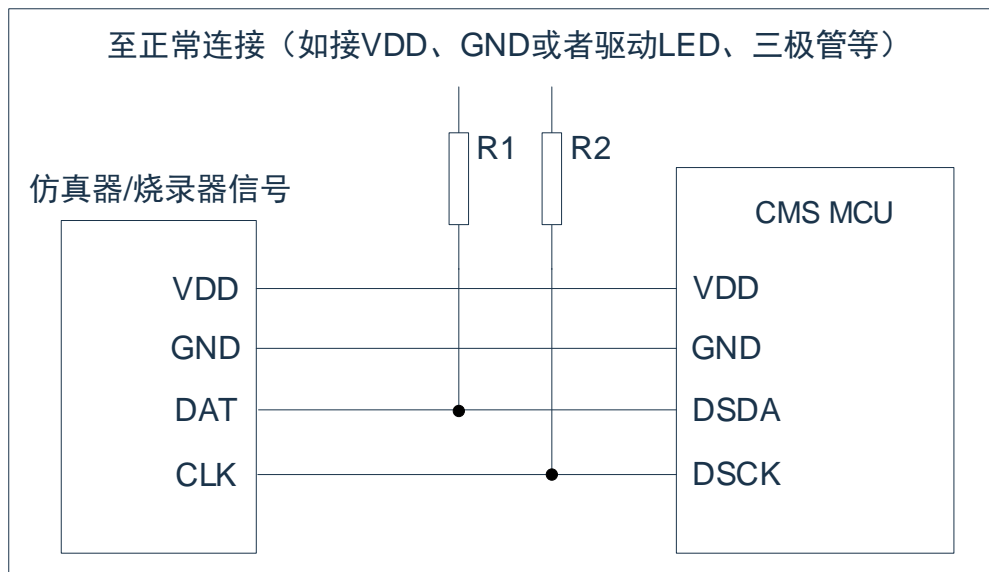 至正常连接（如接VDD、GND或者驱动LED、三极管等）
R1
R2
仿真器/烧录器信号
CMS MCU
VDD
VDD
GND
GND
DAT
DSDA
CLK
DSCK